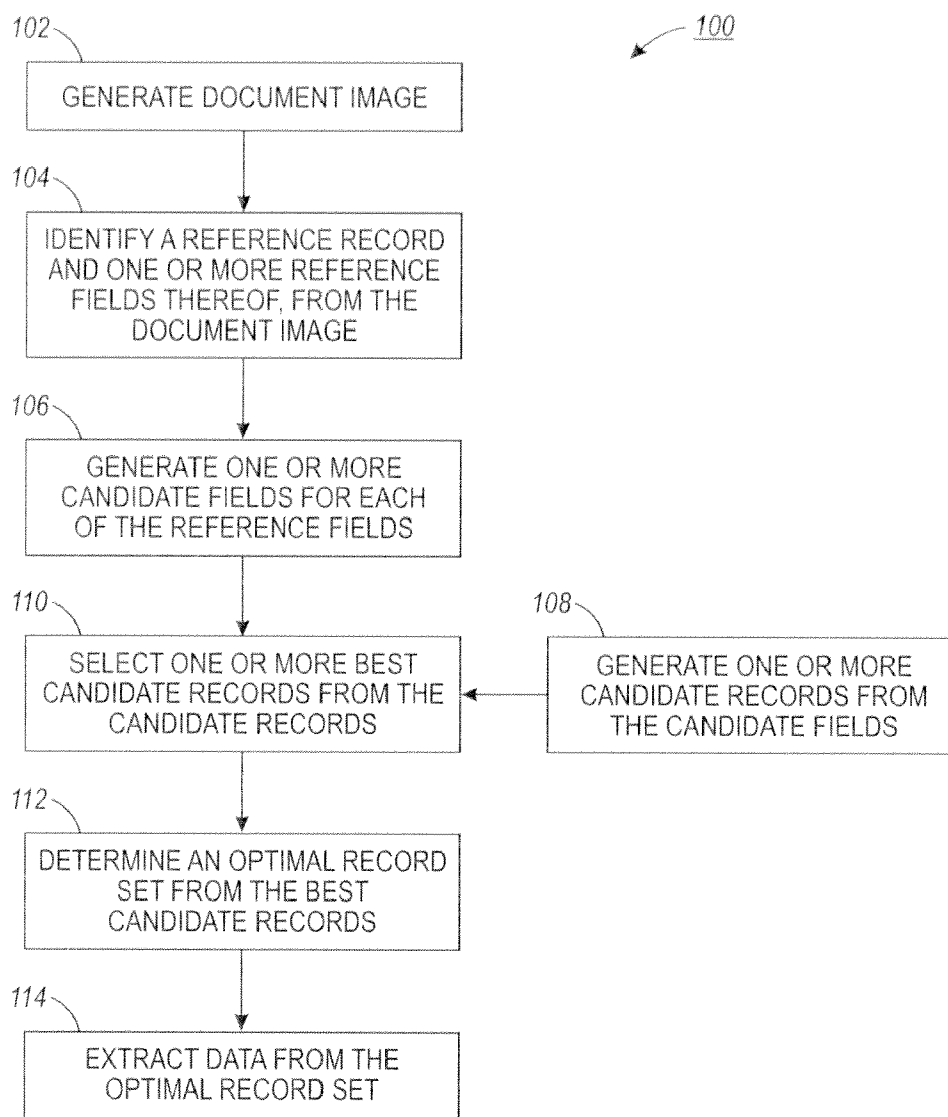 100
102
GENERATE DOCUMENT IMAGE
104
IDENTIFY A REFERENCE RECORD
AND ONE OR MORE REFERENCE
FIELDS THEREOF, FROM THE
DOCUMENT IMAGE
106
GENERATE ONE OR MORE
CANDIDATE FIELDS FOR EACH
OF THE REFERENCE FIELDS
110
SELECT ONE OR MORE BEST
CANDIDATE RECORDS FROM THE
CANDIDATE RECORDS
108
GENERATE ONE OR MORE
CANDIDATE RECORDS FROM
THE CANDIDATE FIELDS
112
DETERMINE AN OPTIMAL RECORD
SET FROM THE BEST
CANDIDATE RECORDS
114
EXTRACT DATA FROM THE
OPTIMAL RECORD SET